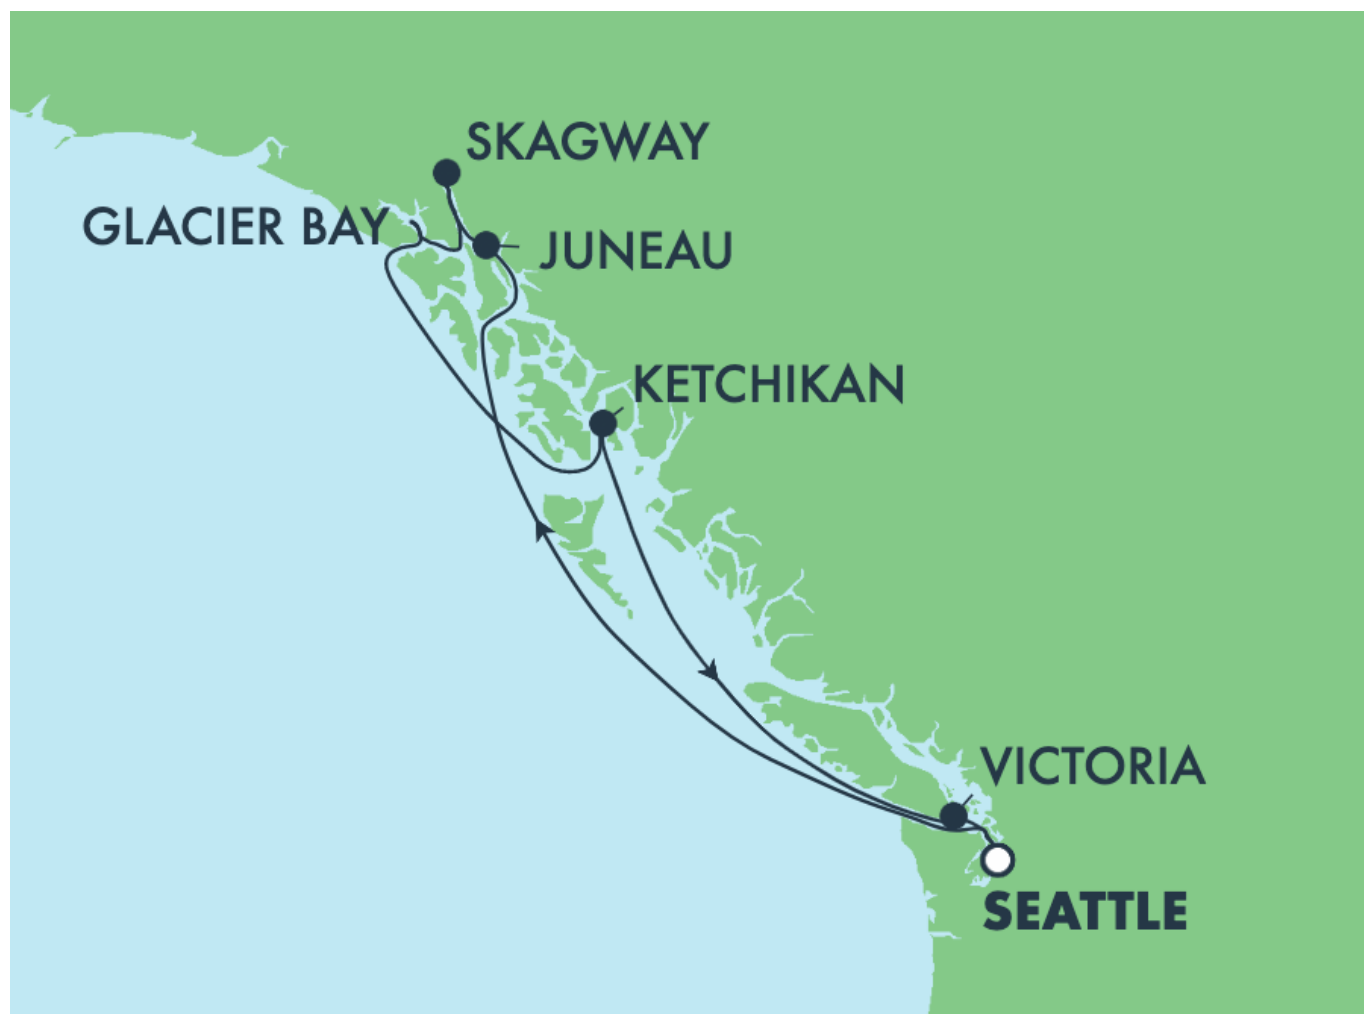 SKAGWAY
GLACIER BAY
JUNEAU
KETCHIKAN
VICTORIA
SEATTLE